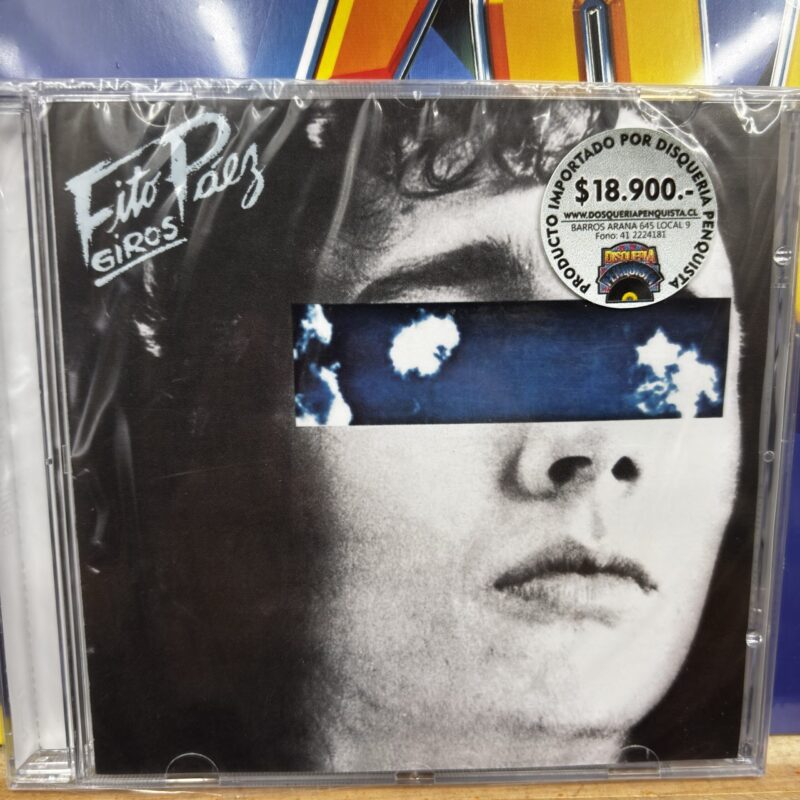 Fito Páez
GIROS
PRODUCTO IMPORTADO POR DISQUERIA PENQUISTA
$18.900.-
WWW.DOSQUERIAPENQUISTA.CL
BARROS ARANA 645 LOCAL 9
Fono: 41 2224181
DISQUERIA
PENQUISTA